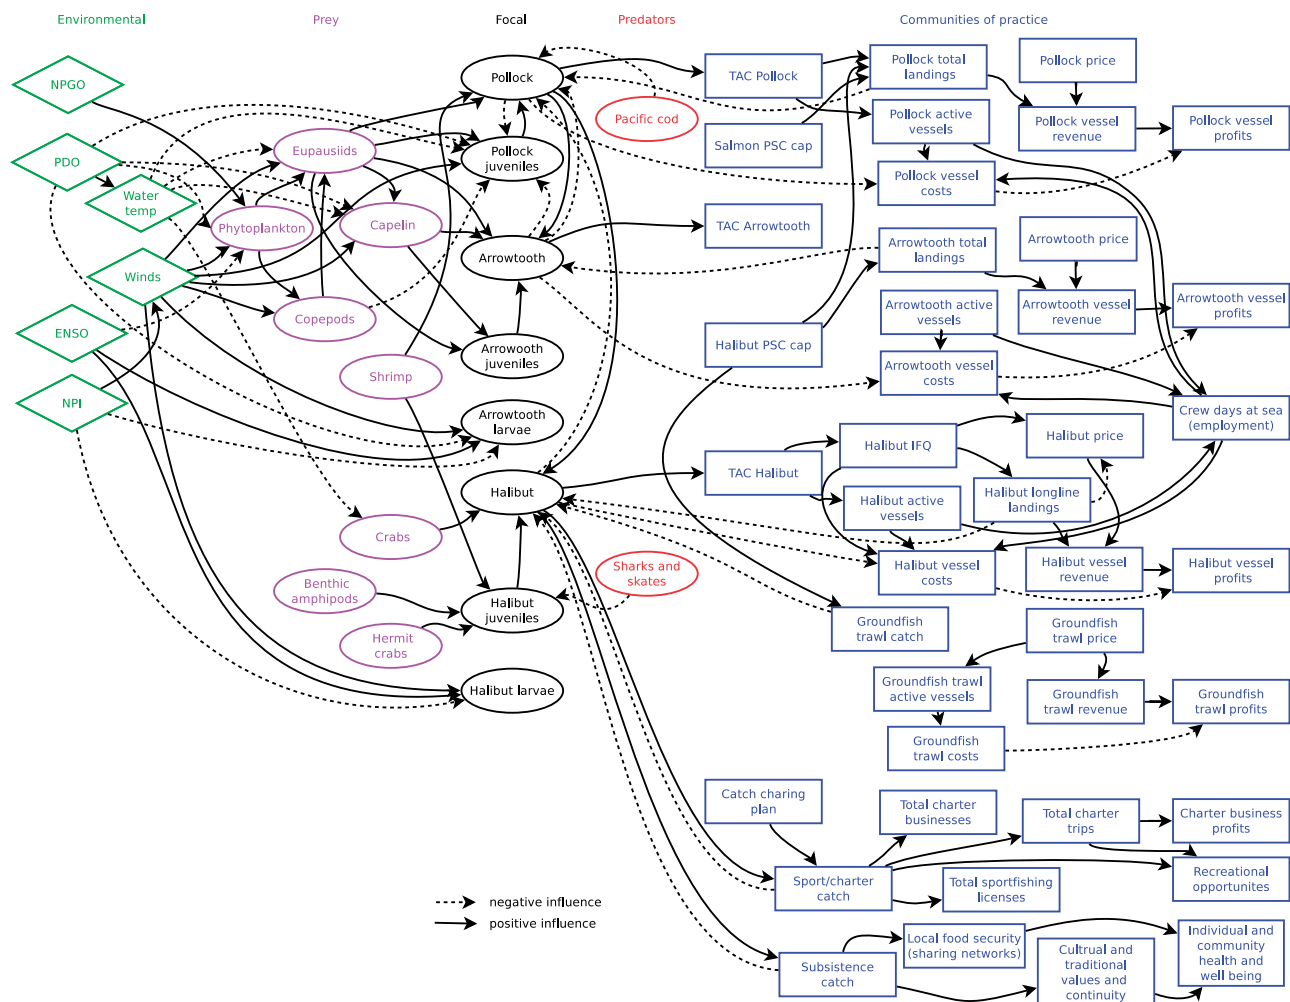 Environmental
Prey
Focal
Predators
Communities of practice
NPGO
PDO
Water
temp
Winds
ENSO
NPI
Eupausiids
Phytoplankton
Capelin
Copepods
Shrimp
Crabs
Benthic
amphipods
Hermit
crabs
Pollock
Pollock
juveniles
Arrowtooth
Arrowooth
juveniles
Arrowtooth
larvae
Halibut
Halibut
juveniles
Halibut larvae
Pacific cod
Sharks and
skates
TAC Pollock
Salmon PSC cap
TAC Arrowtooth
Halibut PSC cap
TAC Halibut
Catch charing
plan
Pollock total
landings
Pollock price
Pollock active
vessels
Pollock vessel
revenue
Pollock vessel
profits
Pollock vessel
costs
Arrowtooth total
landings
Arrowtooth price
Arrowtooth active
vessels
Arrowtooth vessel
revenue
Arrowtooth vessel
profits
Arrowtooth vessel
costs
Crew days at sea
(employment)
Halibut IFQ
Halibut price
Halibut active
vessels
Halibut longline
landings
Halibut vessel
costs
Halibut vessel
revenue
Halibut vessel
profits
Groundfish
trawl catch
Groundfish
trawl price
Groundfish trawl
active vessels
Groundfish
trawl revenue
Groundfish
trawl profits
Groundfish
trawl costs
Total charter
businesses
Total charter
trips
Charter business
profits
Sport/charter
catch
Total sportfishing
licenses
Recreational
opportunites
Subsistence
catch
Local food security
(sharing networks)
Cultrual and
traditional
values and
continuity
Individual and
community
health and
well being
negative influence
positive influence